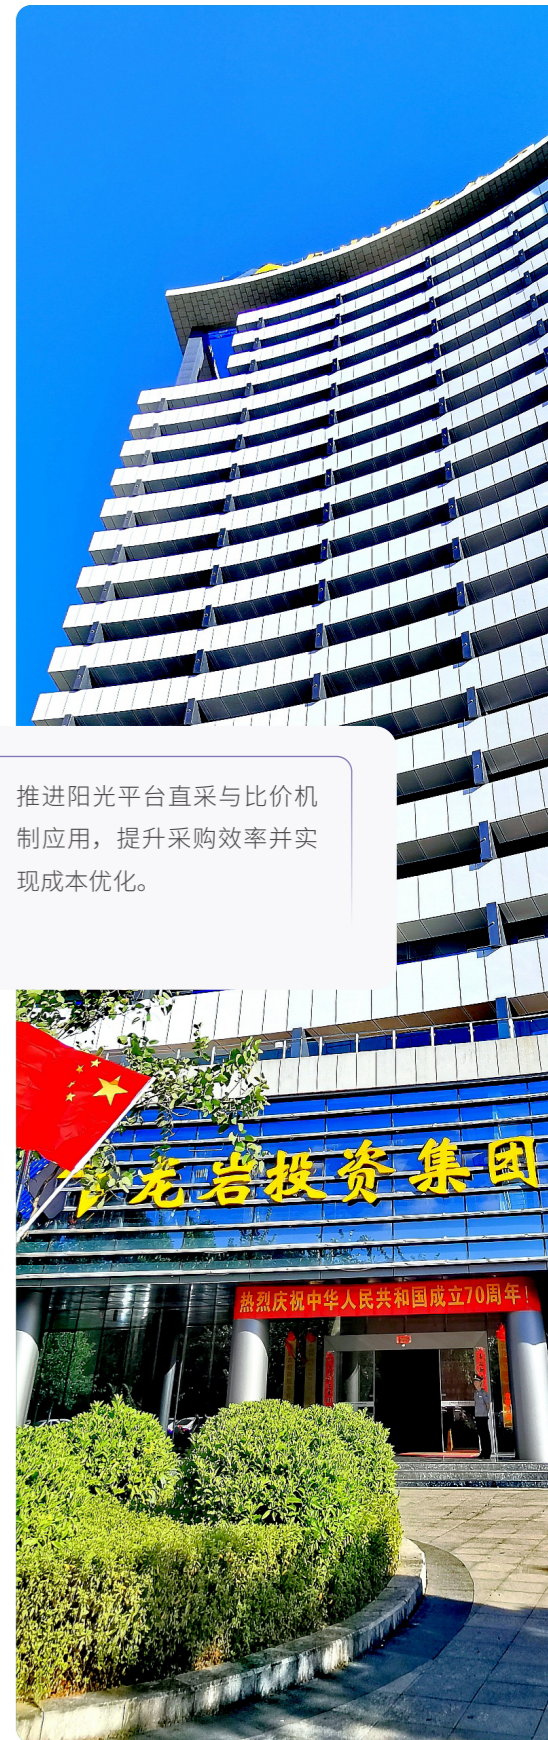 推进阳光平台直采与比价机
制应用，提升采购效率并实
现成本优化。
龙岩投资集团
热烈庆祝中华人民共和国成立70周年！